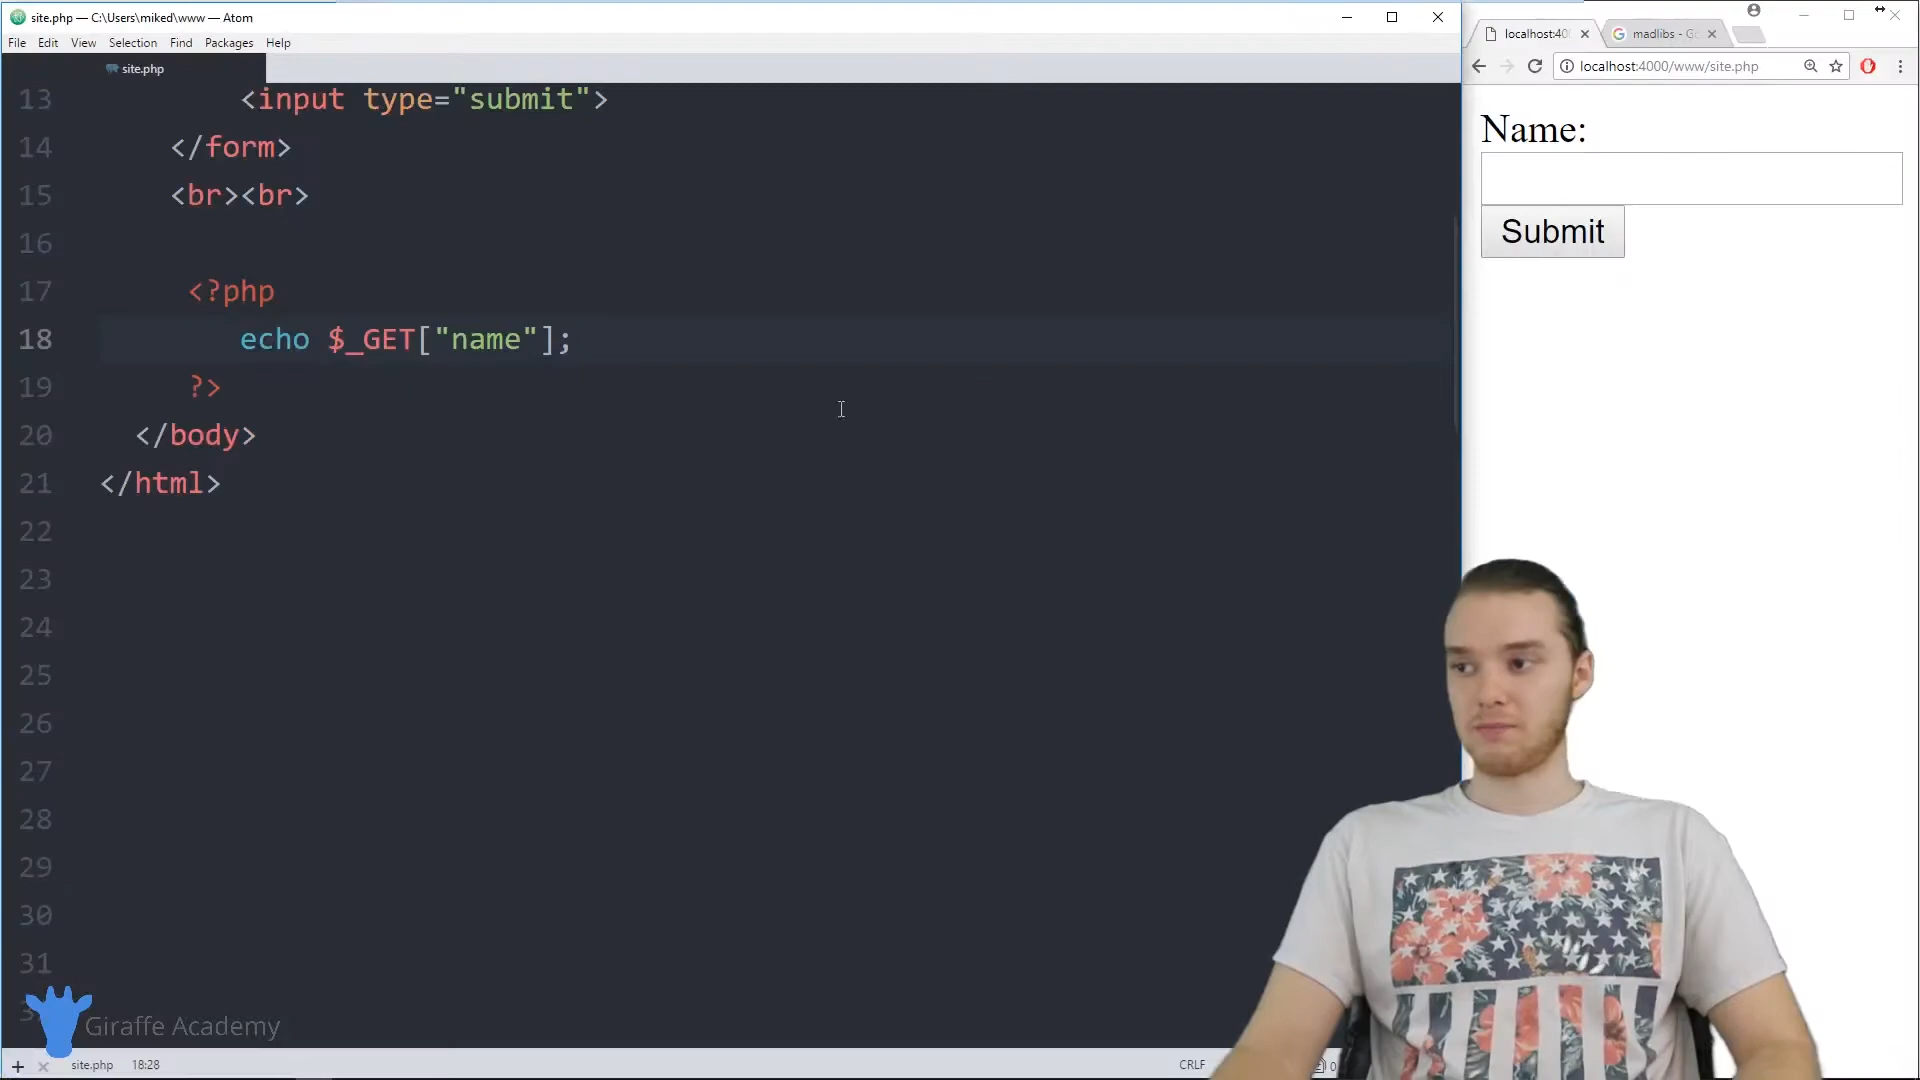 site.php — C:\Users\miked\www — Atom
File Edit View Selection Find Packages Help
site.php
13 <input type="submit">
14 </form>
15 <br><br>
16
17 <?php
18 echo $_GET["name"];
19 ?>
20 </body>
21 </html>
22
23
24
25
26
27
28
29
30
31
Giraffe Academy
site.php 18:28
CRLF
0
localhost:40
madlibs - G
localhost:4000/www/site.php
Name:
Submit